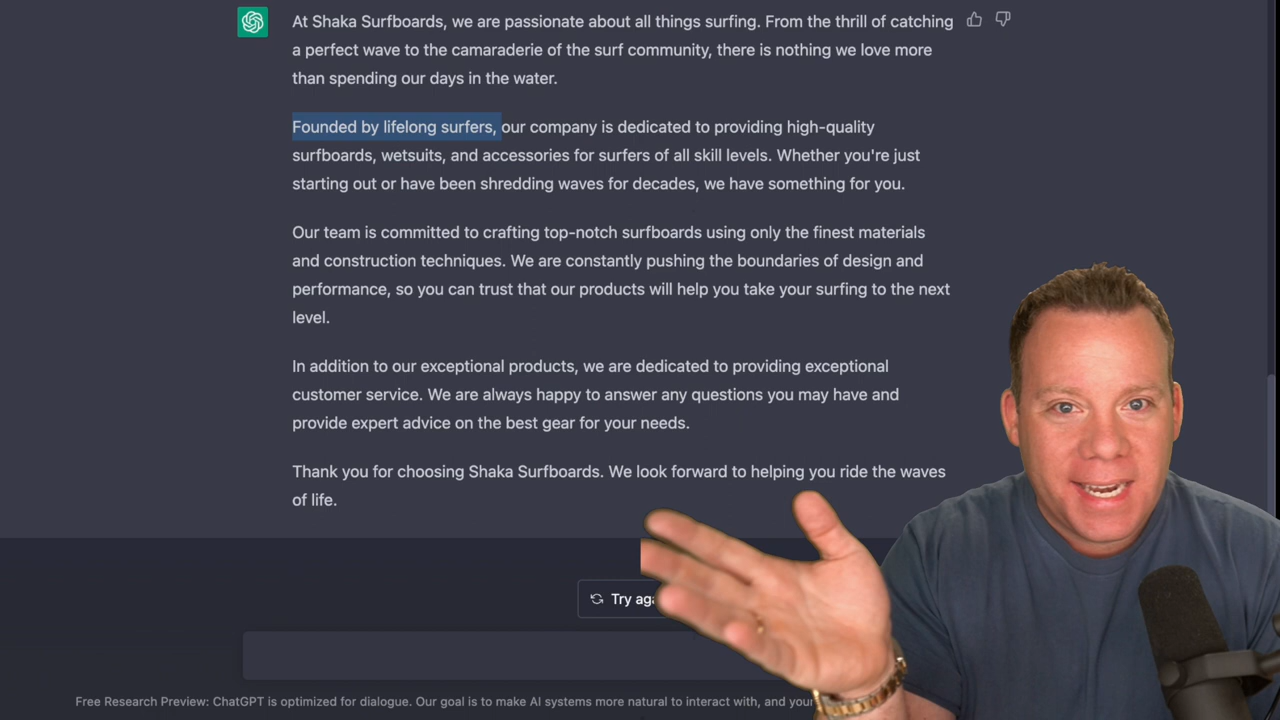 At Shaka Surfboards, we are passionate about all things surfing. From the thrill of catching
a perfect wave to the camaraderie of the surf community, there is nothing we love more
than spending our days in the water.
Founded by lifelong surfers, our company is dedicated to providing high-quality
surfboards, wetsuits, and accessories for surfers of all skill levels. Whether you're just
starting out or have been shredding waves for decades, we have something for you.
Our team is committed to crafting top-notch surfboards using only the finest materials
and construction techniques. We are constantly pushing the boundaries of design and
performance, so you can trust that our products will help you take your surfing to the next
level.
In addition to our exceptional products, we are dedicated to providing exceptional
customer service. We are always happy to answer any questions you may have and
provide expert advice on the best gear for your needs.
Thank you for choosing Shaka Surfboards. We look forward to helping you ride the waves
of life.
Try
Free Research Preview: ChatGPT is optimized for dialogue. Our goal is to make AI systems more natural to interact with, and your